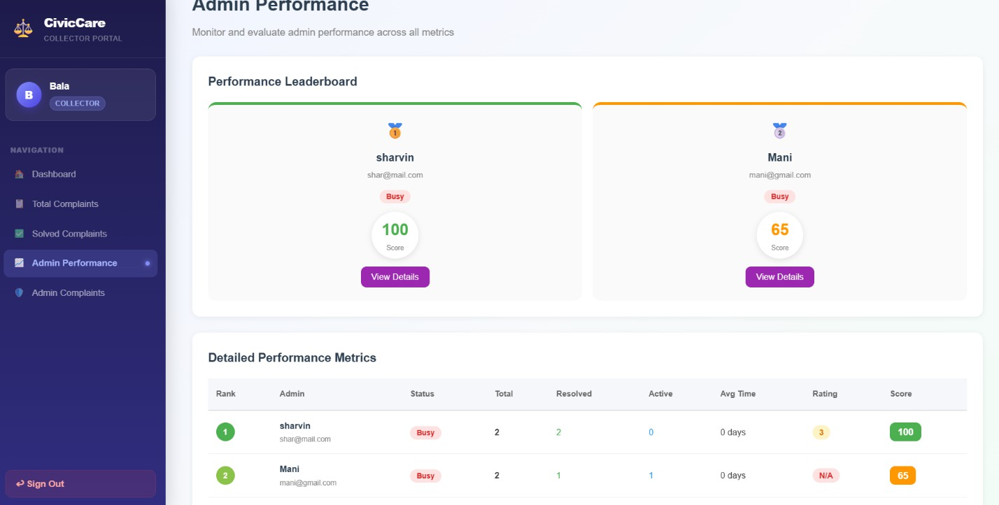 Admin Performance
CivicCare
COLLECTOR PORTAL
Monitor and evaluate admin performance across all metrics
B
Bala
COLLECTOR
NAVIGATION
Dashboard
Total Complaints
Solved Complaints
Admin Performance
Admin Complaints
Sign Out
Performance Leaderboard
1
sharvin
shar@mail.com
Busy
100
Score
View Details
2
Mani
mani@gmail.com
Busy
65
Score
View Details
Detailed Performance Metrics
Rank Admin Status Total Resolved Active Avg Time Rating Score
1 sharvin Busy 2 2 0 0 days 3 100
shar@mail.com
2 Mani Busy 2 1 1 0 days N/A 65
mani@gmail.com